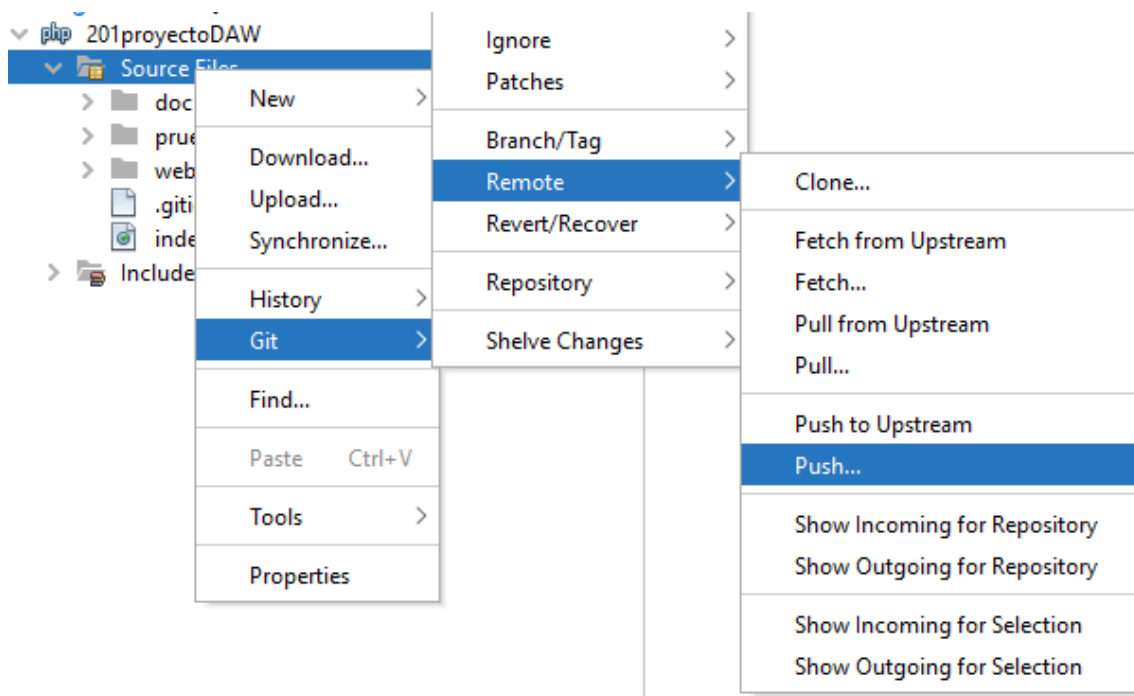 201proyectoDAW
Source Files
doc
prue
web
.giti
inde
Include
New
Download...
Upload...
Synchronize...
History
Git
Find...
Paste Ctrl+V
Tools
Properties
Ignore
Patches
Branch/Tag
Remote
Revert/Recover
Repository
Shelve Changes
Clone...
Fetch from Upstream
Fetch...
Pull from Upstream
Pull...
Push to Upstream
Push...
Show Incoming for Repository
Show Outgoing for Repository
Show Incoming for Selection
Show Outgoing for Selection